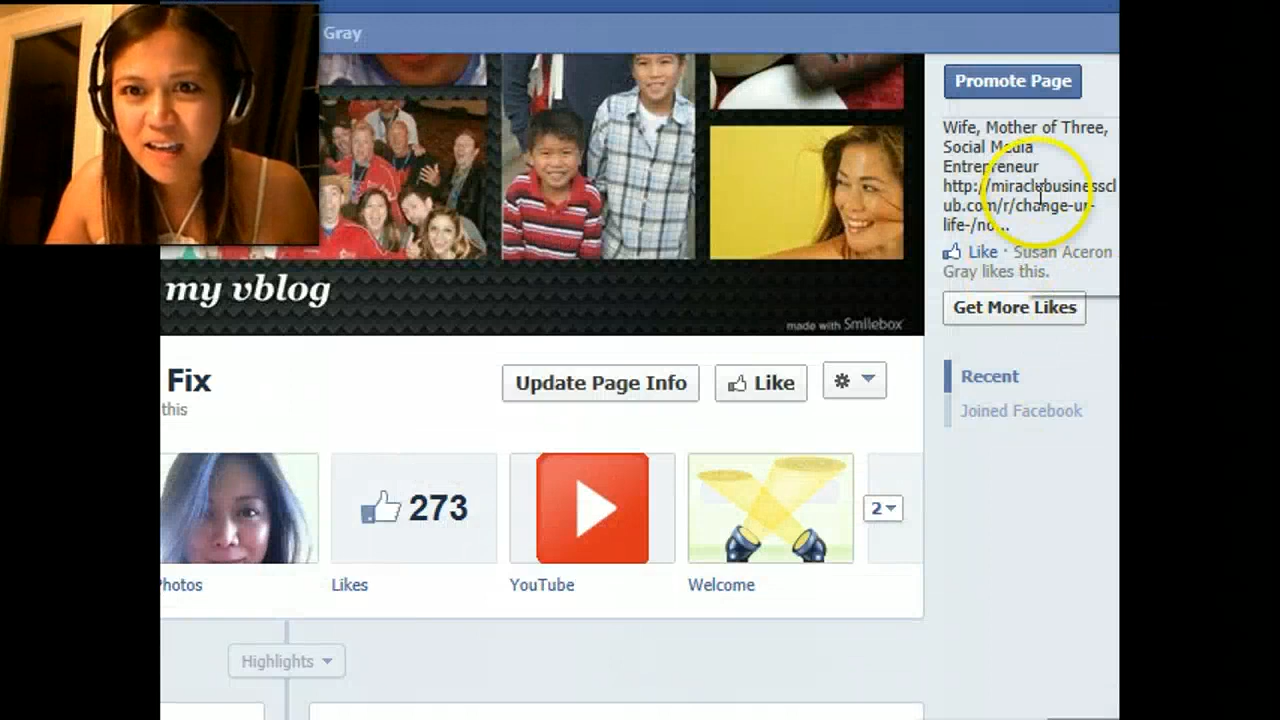 Gray
Promote Page
Wife, Mother of Three,
Social Media
Entrepreneur
http://miraclebusinesscl
ub.com/r/change-ur-
life-/no...
Like · Susan Aceron
Gray likes this.
Get More Likes
my vblog
made with Smilebox
Fix
this
Update Page Info
Like
Recent
Joined Facebook
273
2
Photos
Likes
YouTube
Welcome
Highlights